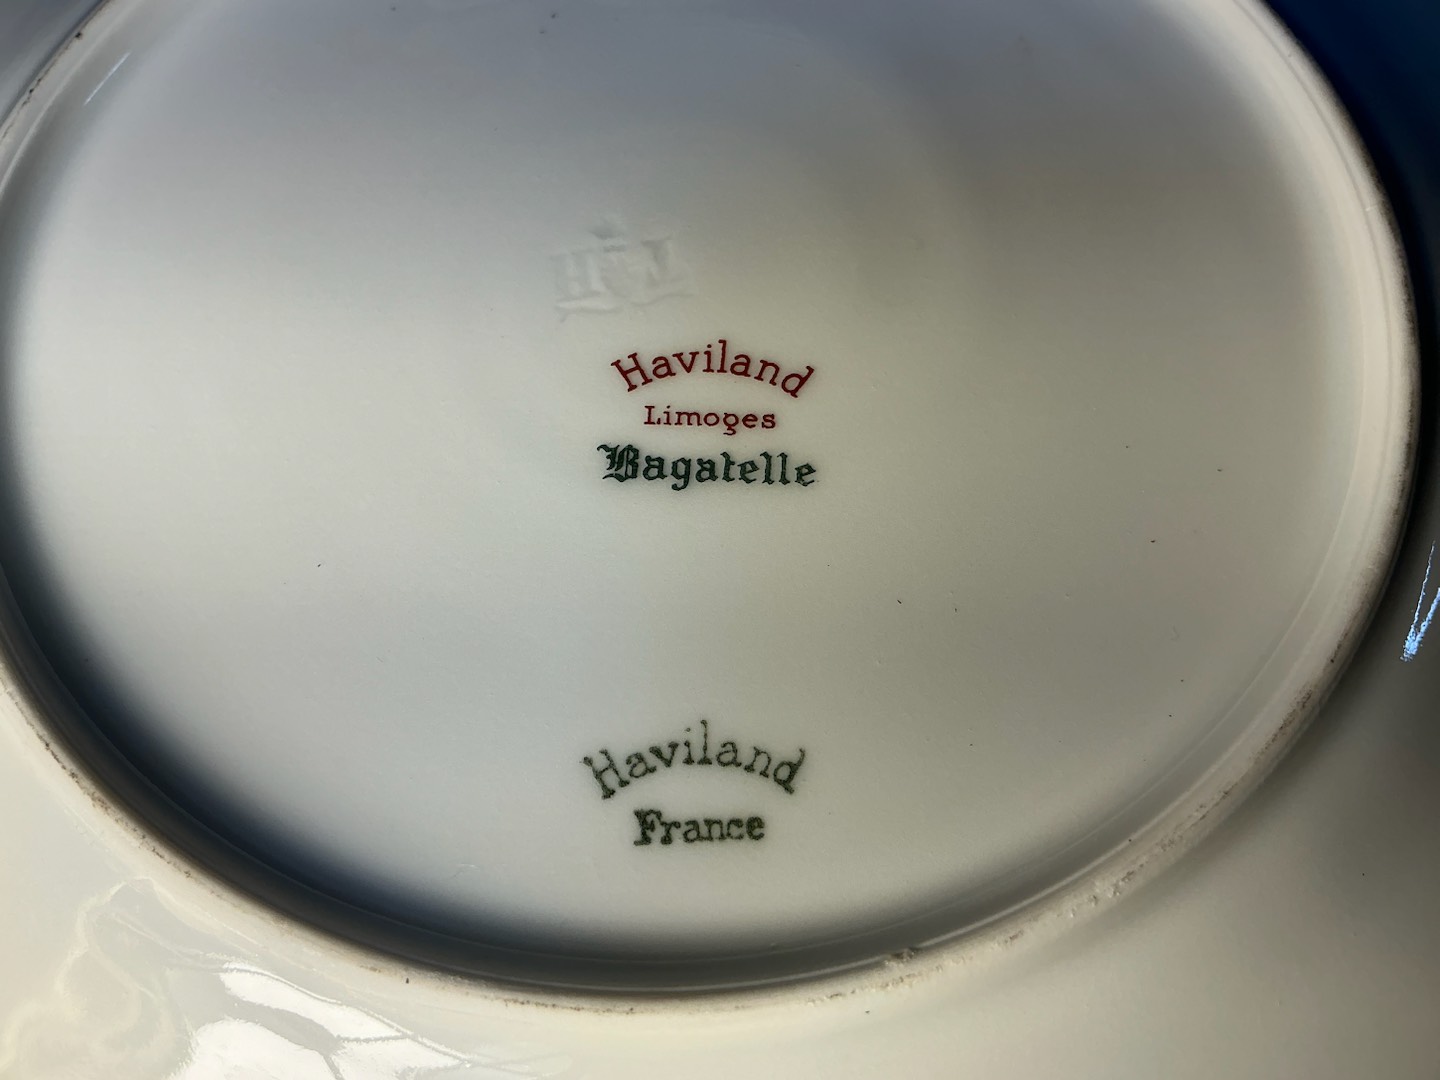 Haviland
Limoges
Bagatelle
Haviland
France